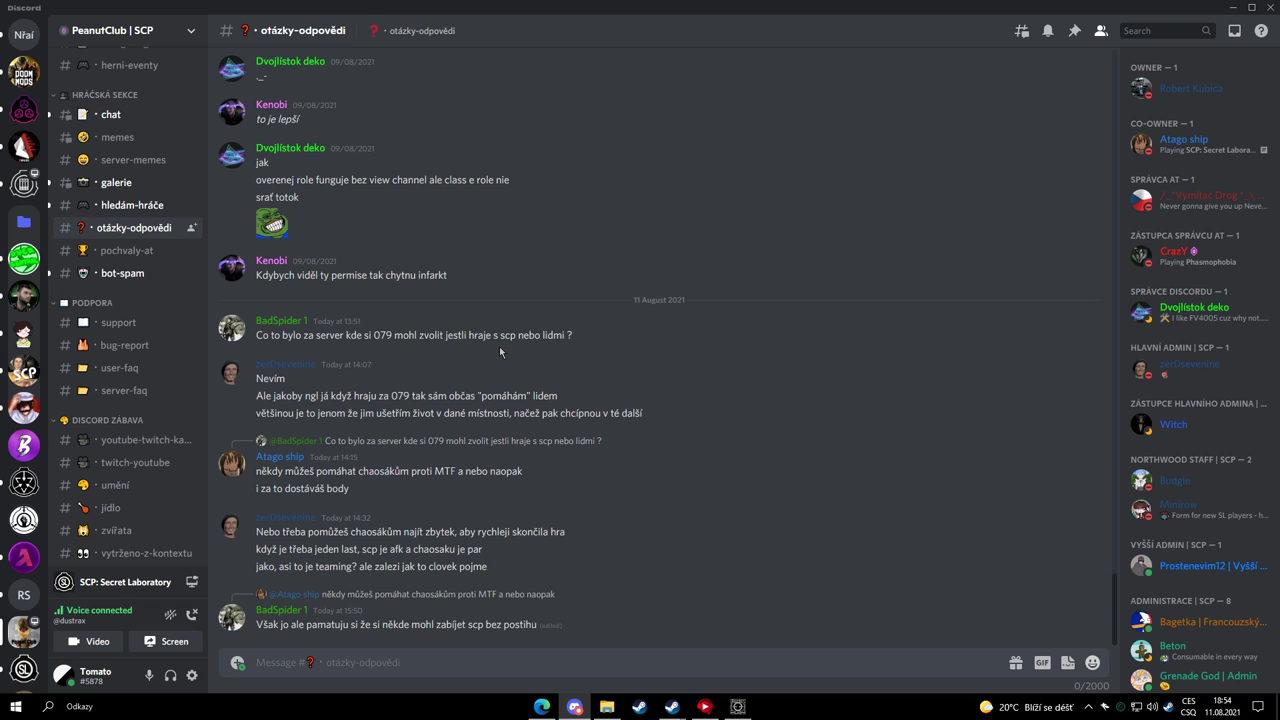 Discord
Nřaí
PeanutClub | SCP
herni-eventy
HRÁČSKÁ SEKCE
chat
memes
server-memes
galerie
hledám-hráče
otázky-odpovědi
pochvaly-at
bot-spam
PODPORA
support
bug-report
user-faq
server-faq
DISCORD ZÁBAVA
youtube-twitch-ka...
twitch-youtube
umění
jídlo
zvířata
vytrženo-z-kontextu
SCP: Secret Laboratory
RS
Voice connected
@dustrax
Video
Screen
Tomato
#5878
otázky-odpovědi
otázky-odpovědi
Search
Dvojlístok deko 09/08/2021
._-
Kenobi 09/08/2021
to je lepší
Dvojlístok deko 09/08/2021
jak
overenej role funguje bez view channel ale class e role nie
srať totok
Kenobi 09/08/2021
Kdybych viděl ty permise tak chytnu infarkt
11 August 2021
BadSpider 1 Today at 13:51
Co to bylo za server kde si 079 mohl zvolit jestli hraje s scp nebo lidmi ?
zer0sevenine Today at 14:07
Nevím
Ale jakoby ngl já když hraju za 079 tak sám občas "pomáhám" lidem
většinou je to jenom že jim ušetřím život v dané místnosti, načež pak chcípnou v té další
@BadSpider 1 Co to bylo za server kde si 079 mohl zvolit jestli hraje s scp nebo lidmi ?
Atago ship Today at 14:15
někdy můžeš pomáhat chaosákům proti MTF a nebo naopak
i za to dostáváš body
zer0sevenine Today at 14:32
Nebo třeba pomůžeš chaosákům najít zbytek, aby rychleji skončila hra
když je třeba jeden last, scp je afk a chaosaku je par
jako, asi to je teaming? ale zalezi jak to clovek pojme
@Atago ship někdy můžeš pomáhat chaosákům proti MTF a nebo naopak
BadSpider 1 Today at 15:50
Však jo ale pamatuju si že si někde mohl zabíjet scp bez postihu (edited)
Message #❓・otázky-odpovědi
GIF
0/2000
OWNER — 1
Robert Kubica
CO-OWNER — 1
Atago ship
Playing SCP: Secret Labora...
SPRÁVCA AT — 1
/_"Vymítac Drog "_\...
Never gonna give you up Neve...
ZÁSTUPCA SPRÁVCU AT — 1
CrazY
Playing Phasmophobia
SPRÁVCE DISCORDU — 1
Dvojlístok deko
I like FV4005 cuz why not....
HLAVNÍ ADMIN | SCP — 1
zer0sevenine
ZÁSTUPCE HLAVNÍHO ADMINA | ...
Witch
NORTHWOOD STAFF | SCP — 2
Budgie
Minirow
Form for new SL players - h...
VYŠŠÍ ADMIN | SCP — 1
Prostenevim12 | Vyšší ...
ADMINISTRACE | SCP — 8
Bagetka | Francouzský...
Beton
Consumable in every way
Grenade God | Admin
Odkazy
20°C Blíží se déšť
CES
CSQ
18:54
11.08.2021